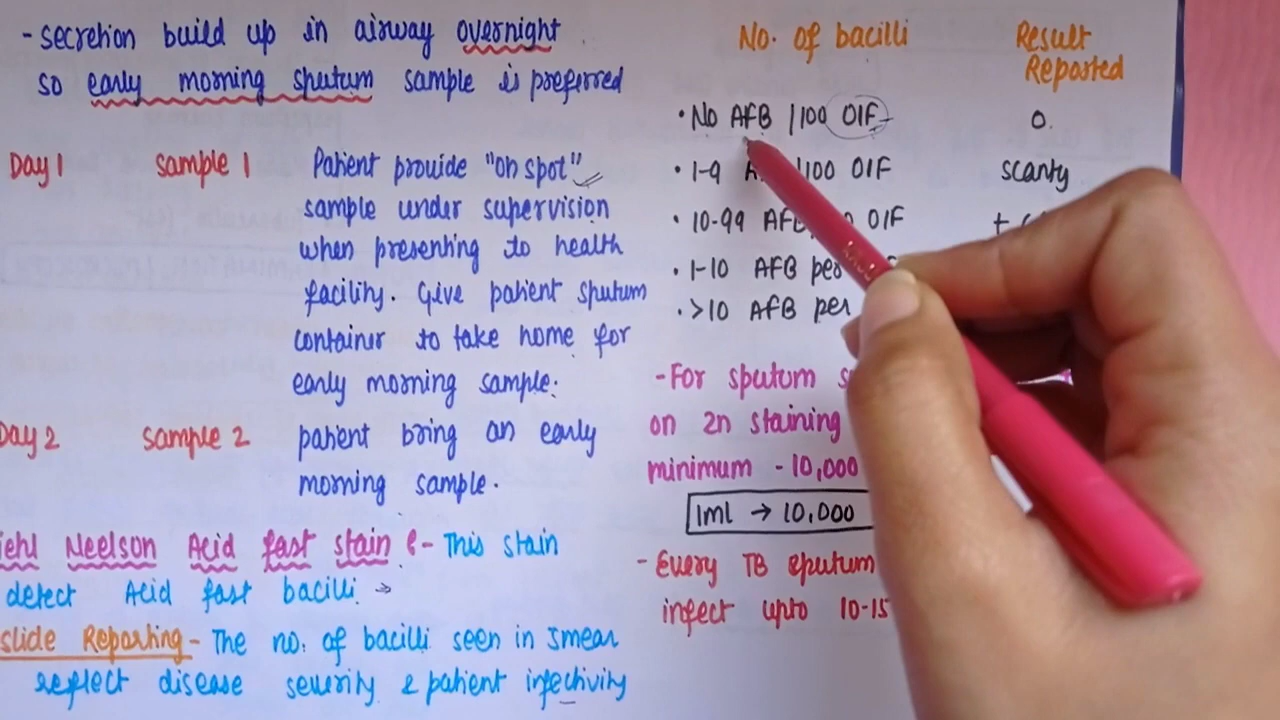 - secretion build up in airway overnight
so early morning sputum sample is preferred
Day 1 sample 1 Patient provide "on spot"
sample under supervision
when presenting to health
facility. Give patient sputum
container to take home for
early morning sample.
Day 2 sample 2 patient bring an early
morning sample.
iehl Neelson Acid fast stain :- This stain
detect Acid fast bacilli
slide Reporting - The no. of bacilli seen in smear
reflect disease severity & patient infectivity
No. of bacilli Result
Reported
• No AFB /100 OIF 0
• 1-9 /100 OIF scanty
• 10-99 AFB OIF +
• 1-10 AFB per
• >10 AFB per
- For sputum
on Zn staining
minimum - 10,000
1ml → 10,000
- Every TB sputum
infect upto 10-15